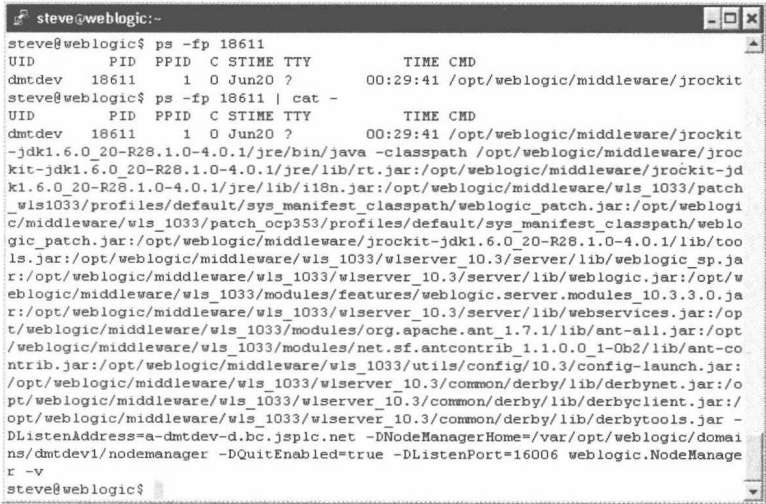 steve@weblogic:~
steve@weblogic$ ps -fp 18611
UID        PID  PPID  C STIME TTY          TIME CMD
dmtdev   18611     1  0 Jun20 ?        00:29:41 /opt/weblogic/middleware/jrockit
steve@weblogic$ ps -fp 18611 | cat -
UID        PID  PPID  C STIME TTY          TIME CMD
dmtdev   18611     1  0 Jun20 ?        00:29:41 /opt/weblogic/middleware/jrockit
-jdk1.6.0_20-R28.1.0-4.0.1/jre/bin/java -classpath /opt/weblogic/middleware/jroc
kit-jdk1.6.0_20-R28.1.0-4.0.1/jre/lib/rt.jar:/opt/weblogic/middleware/jrockit-jd
k1.6.0_20-R28.1.0-4.0.1/jre/lib/i18n.jar:/opt/weblogic/middleware/wls_1033/patch
_wls1033/profiles/default/sys_manifest_classpath/weblogic_patch.jar:/opt/weblogi
c/middleware/wls_1033/patch_ocp353/profiles/default/sys_manifest_classpath/weblo
gic_patch.jar:/opt/weblogic/middleware/jrockit-jdk1.6.0_20-R28.1.0-4.0.1/lib/too
ls.jar:/opt/weblogic/middleware/wls_1033/wlserver_10.3/server/lib/weblogic_sp.ja
r:/opt/weblogic/middleware/wls_1033/wlserver_10.3/server/lib/weblogic.jar:/opt/w
eblogic/middleware/wls_1033/modules/features/weblogic.server.modules_10.3.3.0.ja
r:/opt/weblogic/middleware/wls_1033/wlserver_10.3/server/lib/webservices.jar:/op
t/weblogic/middleware/wls_1033/modules/org.apache.ant_1.7.1/lib/ant-all.jar:/opt
/weblogic/middleware/wls_1033/modules/net.sf.antcontrib_1.1.0.0_1-0b2/lib/ant-co
ntrib.jar:/opt/weblogic/middleware/wls_1033/utils/config/10.3/config-launch.jar:
/opt/weblogic/middleware/wls_1033/wlserver_10.3/common/derby/lib/derbynet.jar:/o
pt/weblogic/middleware/wls_1033/wlserver_10.3/common/derby/lib/derbyclient.jar:/
opt/weblogic/middleware/wls_1033/wlserver_10.3/common/derby/lib/derbytools.jar -
DListenAddress=a-dmtdev-d.bc.jsplc.net -DNodeManagerHome=/var/opt/weblogic/domai
ns/dmtdev1/nodemanager -DQuitEnabled=true -DListenPort=16006 weblogic.NodeManage
r -v
steve@weblogic$